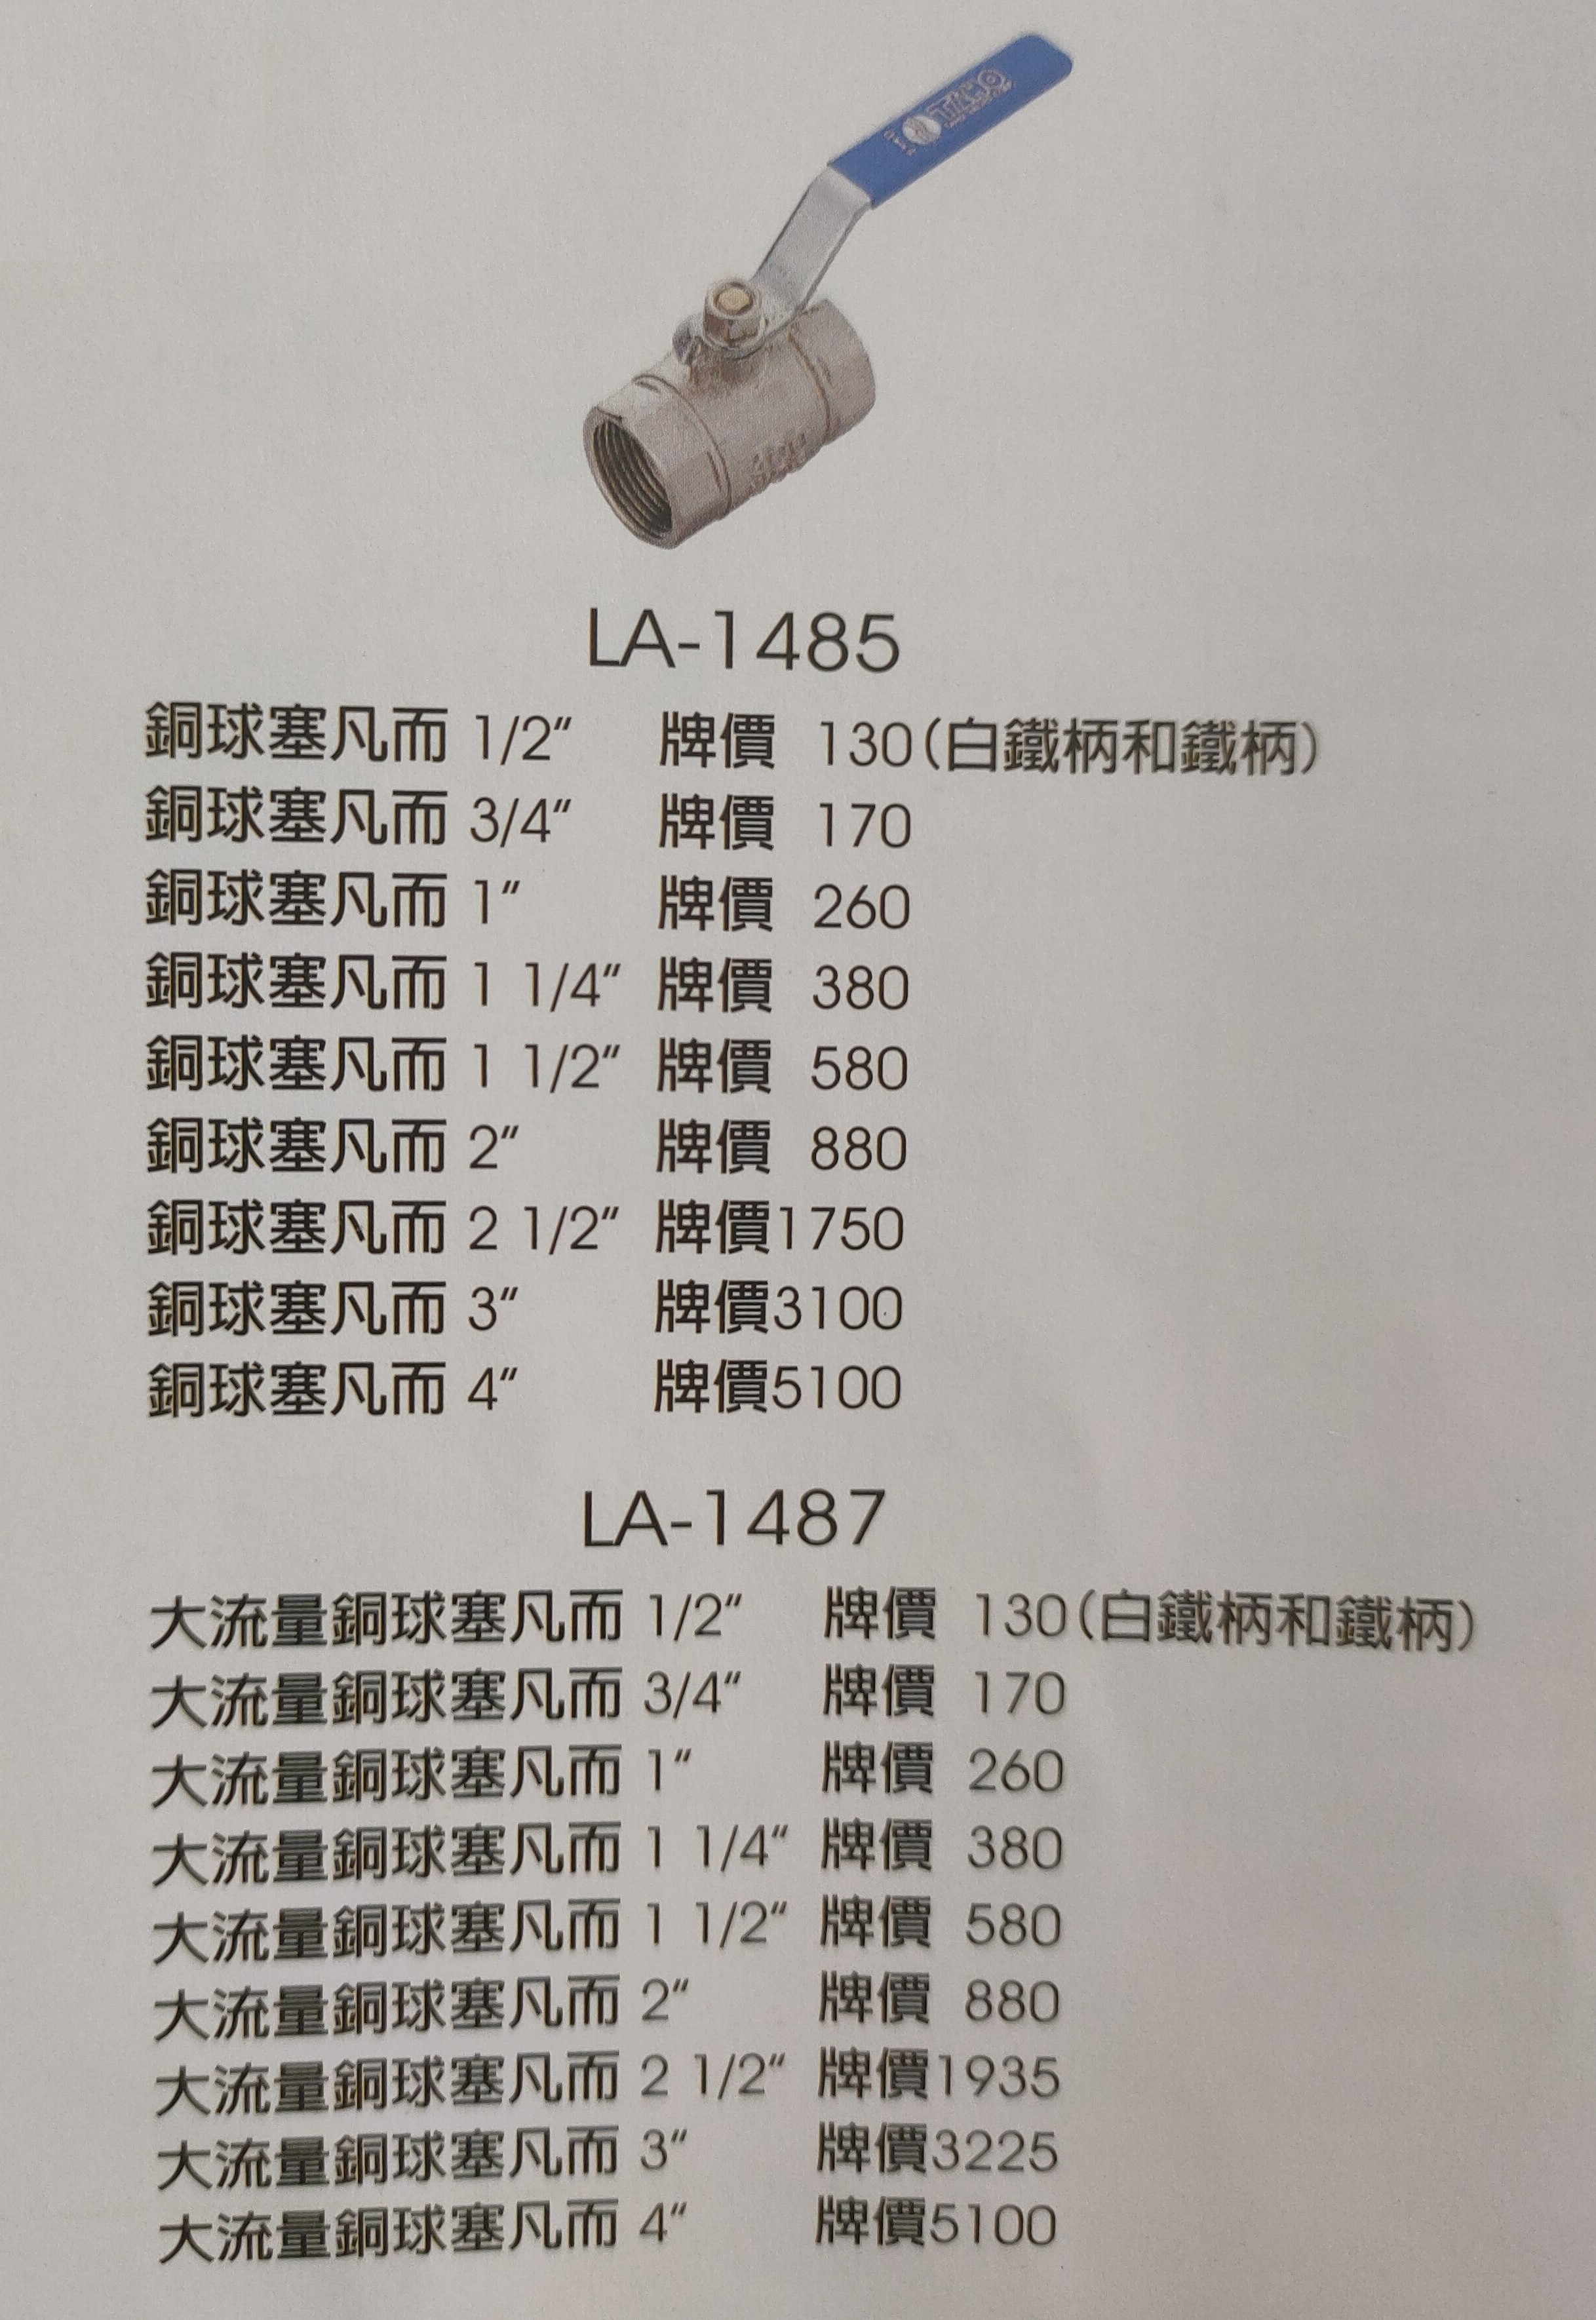 LA-1485
銅球塞凡而 1/2" 牌價 130(白鐵柄和鐵柄)
銅球塞凡而 3/4" 牌價 170
銅球塞凡而 1" 牌價 260
銅球塞凡而 1 1/4" 牌價 380
銅球塞凡而 1 1/2" 牌價 580
銅球塞凡而 2" 牌價 880
銅球塞凡而 2 1/2" 牌價1750
銅球塞凡而 3" 牌價3100
銅球塞凡而 4" 牌價5100
LA-1487
大流量銅球塞凡而 1/2" 牌價 130(白鐵柄和鐵柄)
大流量銅球塞凡而 3/4" 牌價 170
大流量銅球塞凡而 1" 牌價 260
大流量銅球塞凡而 1 1/4" 牌價 380
大流量銅球塞凡而 1 1/2" 牌價 580
大流量銅球塞凡而 2" 牌價 880
大流量銅球塞凡而 2 1/2" 牌價1935
大流量銅球塞凡而 3" 牌價3225
大流量銅球塞凡而 4" 牌價5100